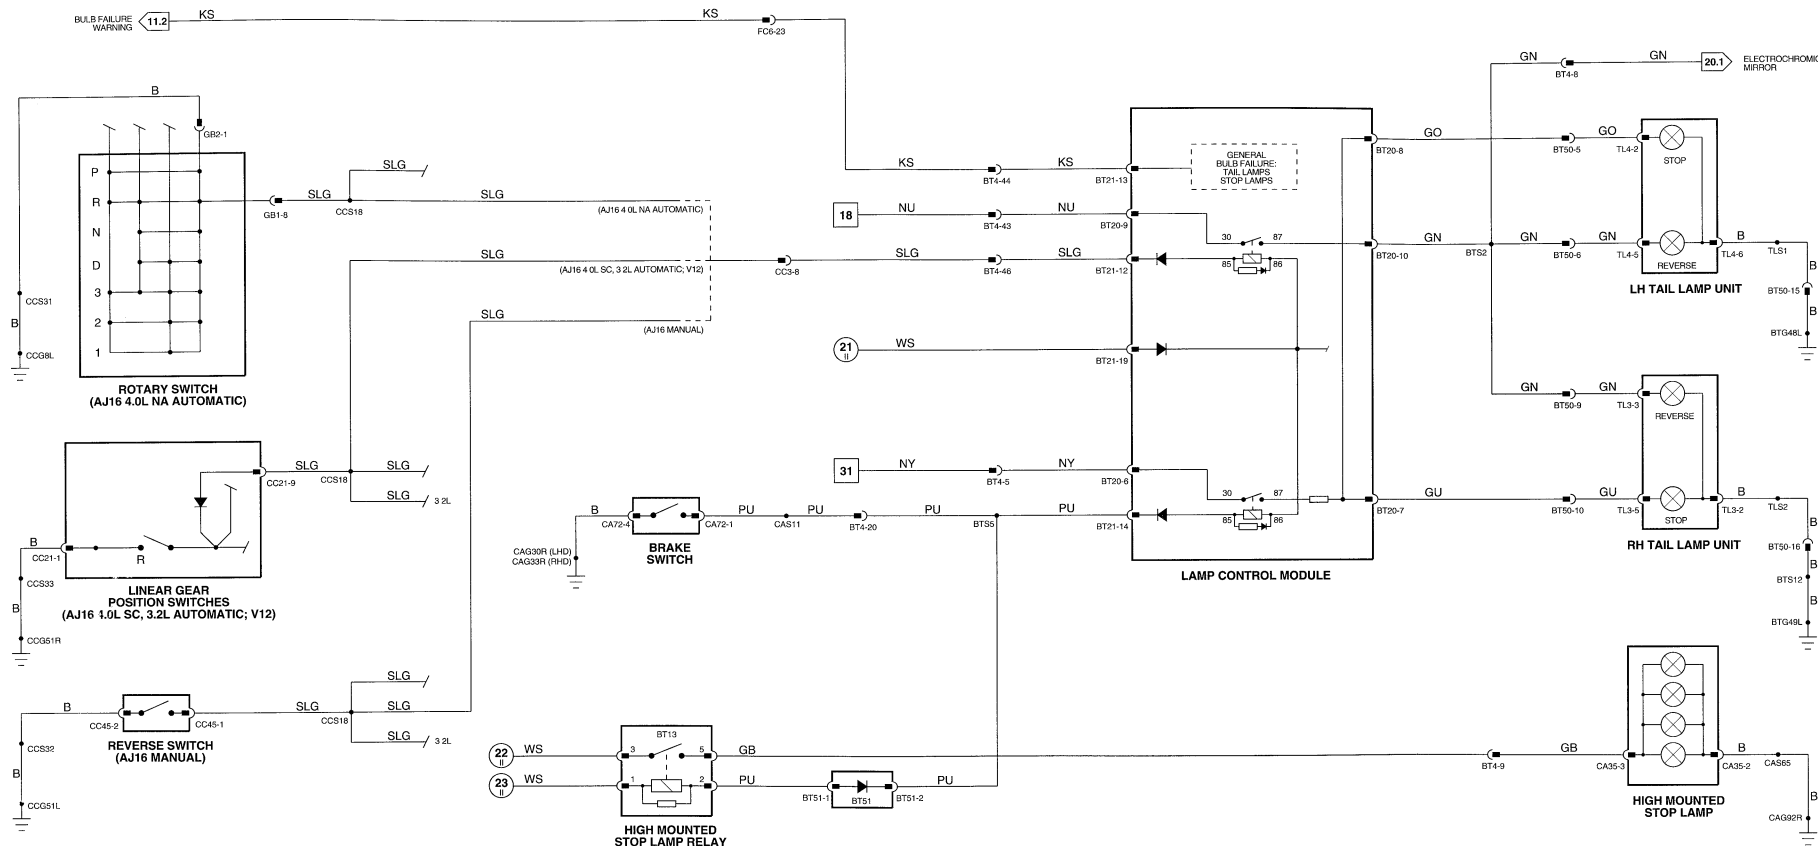 BULB FAILURE
WARNING
11.2
KS
KS
FC6-23
GN
BT4-8
GN
20.1
ELECTROCHROMIC
MIRROR
B
GB2-1
P
R
N
D
3
2
1
CCS31
B
CCG8L
ROTARY SWITCH
(AJ16 4.0L NA AUTOMATIC)
GB1-8
SLG
CCS18
SLG
SLG
(AJ16 4 0L NA AUTOMATIC)
SLG
(AJ16 4 0L SC, 3.2L AUTOMATIC; V12)
SLG
(AJ16 MANUAL)
CC3-8
KS
BT4-44
KS
BT21-13
18
NU
BT4-43
NU
BT20-9
SLG
BT4-46
SLG
BT21-12
21
II
WS
BT21-19
31
NY
BT4-5
NY
BT20-6
GENERAL
BULB FAILURE:
TAIL LAMPS
STOP LAMPS
30
87
85
86
30
87
85
86
LAMP CONTROL MODULE
BT20-8
GO
BT50-5
GO
TL4-2
STOP
BT20-10
GN
BTS2
GN
BT50-6
GN
TL4-5
REVERSE
TL4-6
B
TLS1
B
BT50-15
B
BTG48L
LH TAIL LAMP UNIT
GN
BT50-9
GN
TL3-3
REVERSE
BT20-7
GU
BT50-10
GU
TL3-5
STOP
TL3-2
B
TLS2
B
BT50-16
B
BTS12
B
BTG49L
RH TAIL LAMP UNIT
CC21-9
SLG
CCS18
SLG
SLG
3 2L
B
CC21-1
R
CCS33
B
CCG51R
LINEAR GEAR
POSITION SWITCHES
(AJ16 4.0L SC, 3.2L AUTOMATIC; V12)
B
CA72-4
CA72-1
PU
CAS11
PU
BT4-20
PU
BTS5
PU
BT21-14
CAG30R (LHD)
CAG33R (RHD)
BRAKE
SWITCH
B
CC45-2
CC45-1
SLG
CCS18
SLG
SLG
SLG
3 2L
CCS32
B
CCG51L
REVERSE SWITCH
(AJ16 MANUAL)
22
II
WS
23
II
WS
BT13
3
5
1
2
GB
PU
BT51-1
BT51
BT51-2
PU
HIGH MOUNTED
STOP LAMP RELAY
BT4-9
GB
CA35-3
CA35-2
B
CAS65
B
CAG92R
HIGH MOUNTED
STOP LAMP